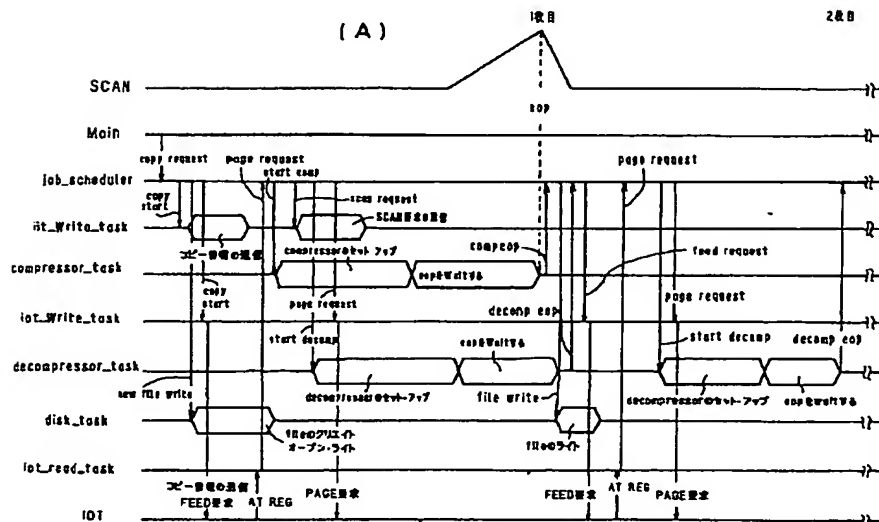 (A)
1枚目
2枚目
SCAN
eop
Main
copy request
page request
start comp
page request
job_scheduler
copy start
scan request
iit_Write_task
SCAN要求の送信
コピー情報の送信
compeop
feed request
compressor_task
compressorのセット・アップ
eopをWaitする
copy start
page request
decomp eop
page request
iot_Write_task
start decomp
start decomp
decomp eop
eopをWaitする
decompressor_task
decompressorのセット・アップ
decompressorのセット・アップ
eopをWaitする
new file write
file write
disk_task
fileのクリエイト
オープン・ライト
fileのライト
iot_read_task
コピー情報の送信
FEED要求
AT REG
PAGE要求
FEED要求
AT REG
PAGE要求
IOT